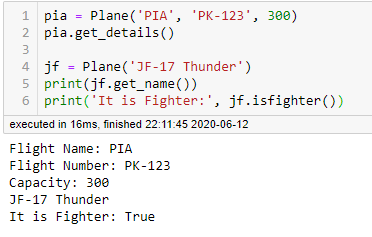 1 pia = Plane('PIA', 'PK-123', 300)
2 pia.get_details()
3
4 jf = Plane('JF-17 Thunder')
5 print(jf.get_name())
6 print('It is Fighter:', jf.isfighter())
executed in 16ms, finished 22:11:45 2020-06-12
Flight Name: PIA
Flight Number: PK-123
Capacity: 300
JF-17 Thunder
It is Fighter: True